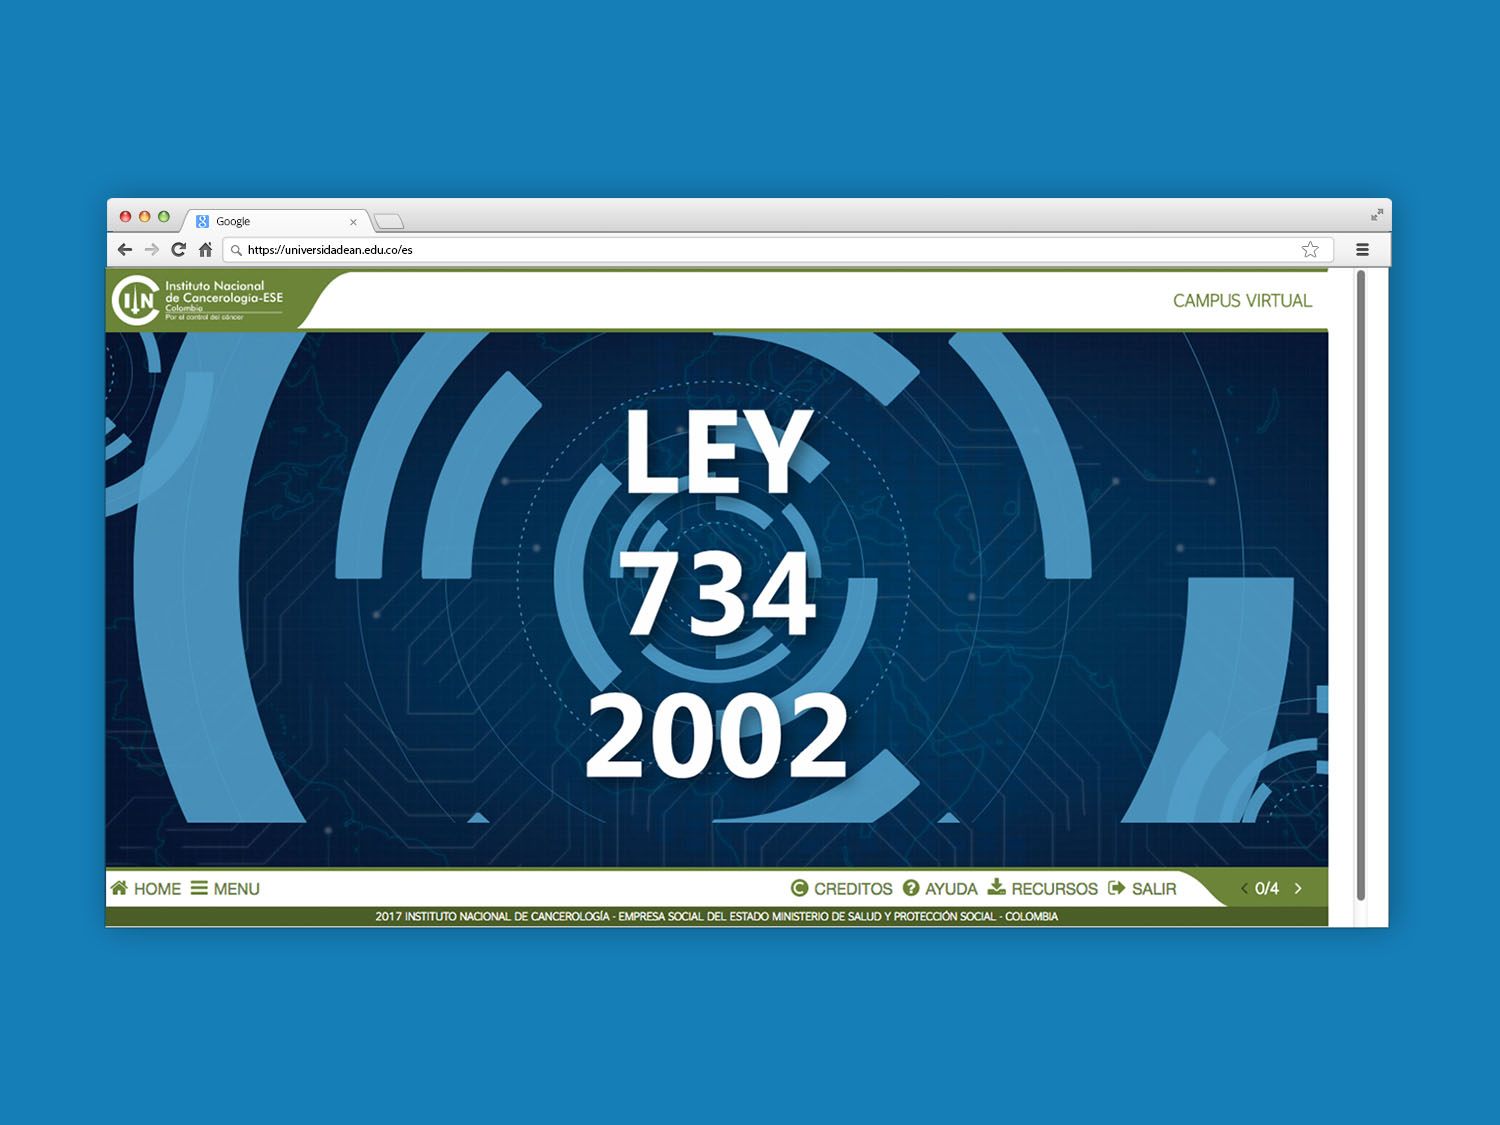 Google
https://universidadean.edu.co/es
Instituto Nacional
de Cancerología-ESE
Colombia
Por el control del cáncer
CAMPUS VIRTUAL
LEY
734
2002
HOME MENU CREDITOS AYUDA RECURSOS SALIR 0/4
2017 INSTITUTO NACIONAL DE CANCEROLOGÍA - EMPRESA SOCIAL DEL ESTADO MINISTERIO DE SALUD Y PROTECCIÓN SOCIAL - COLOMBIA